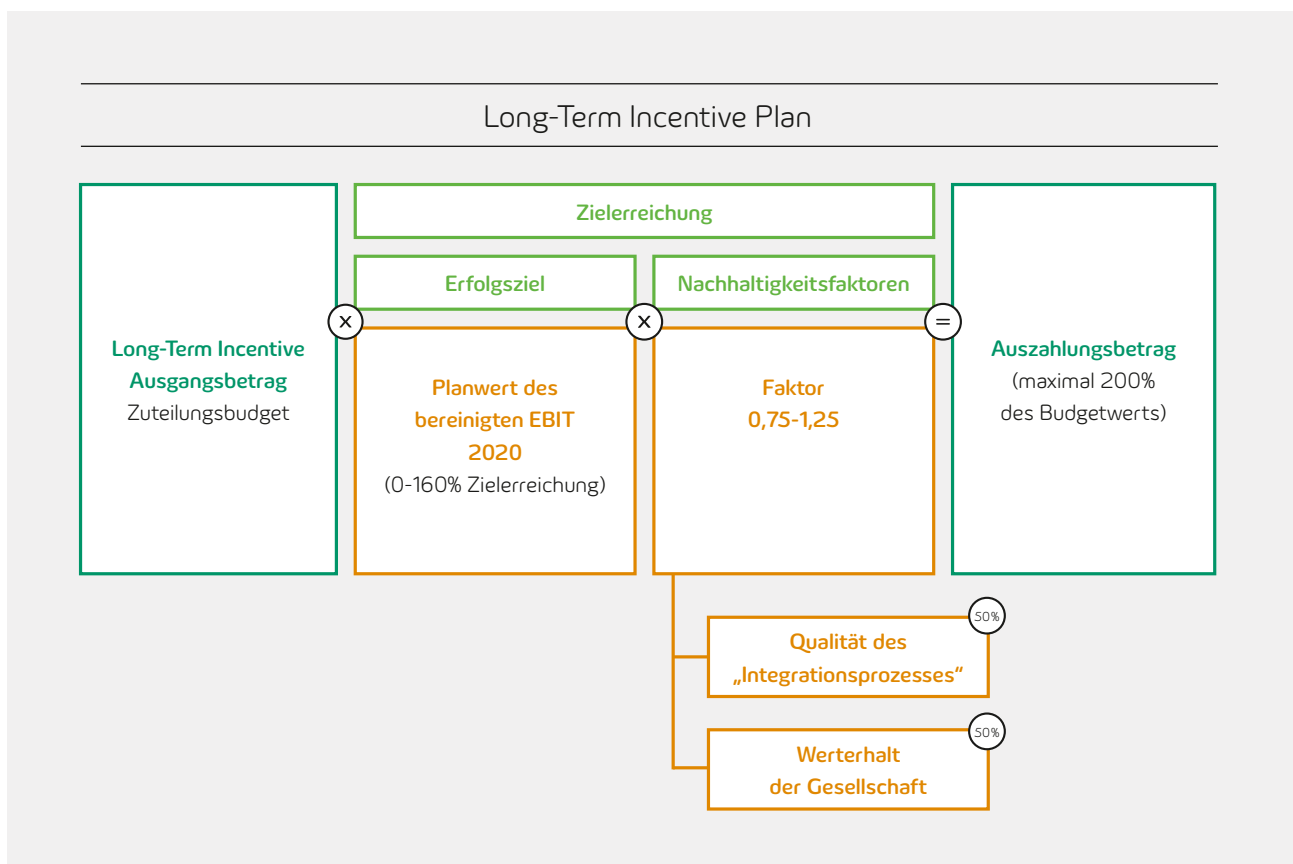 Long-Term Incentive Plan
Zielerreichung
Erfolgsziel
Nachhaltigkeitsfaktoren
x
x
=
Long-Term Incentive
Ausgangsbetrag
Zuteilungsbudget
Planwert des
bereinigten EBIT
2020
(0-160% Zielerreichung)
Faktor
0,75-1,25
Auszahlungsbetrag
(maximal 200%
des Budgetwerts)
50%
Qualität des
„Integrationsprozesses“
50%
Werterhalt
der Gesellschaft